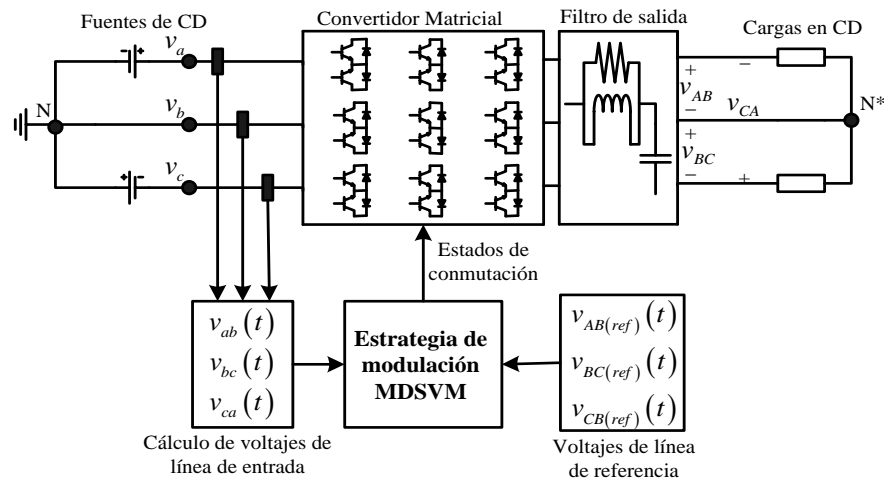 Fuentes de CD
Convertidor Matricial
Filtro de salida
Cargas en CD
- +
v_a
N
v_b
v_c
+ -
+
v_AB
-
-
v_CA
+
v_BC
-
+
N*
Estados de
conmutación
v_ab (t)
v_bc (t)
v_ca (t)
Estrategia de
modulación
MDSVM
v_AB(ref) (t)
v_BC(ref) (t)
v_CB(ref) (t)
Cálculo de voltajes de
línea de entrada
Voltajes de línea
de referencia